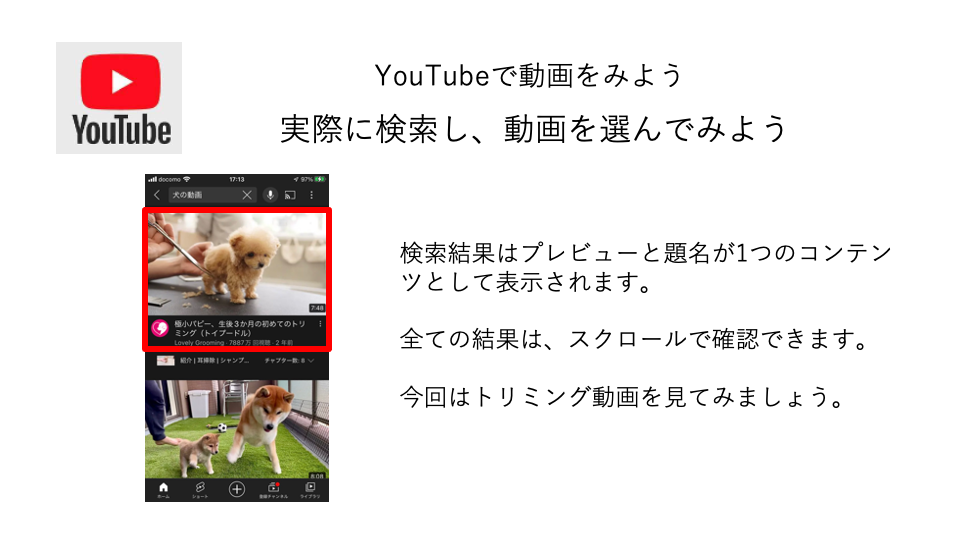 YouTube
YouTubeで動画をみよう
実際に検索し、動画を選んでみよう
docomo
17:13
97%
犬の動画
7:48
極小パピー、生後3か月の初めてのトリ
ミング（トイプードル）
Lovely Grooming · 7887万 回視聴 · 2 年前
紹介 | 耳掃除 | シャンプ...
チャプター数: 8
8:08
ホーム
ショート
登録チャンネル
ライブラリ
検索結果はプレビューと題名が1つのコンテン
ツとして表示されます。
全ての結果は、スクロールで確認できます。
今回はトリミング動画を見てみましょう。